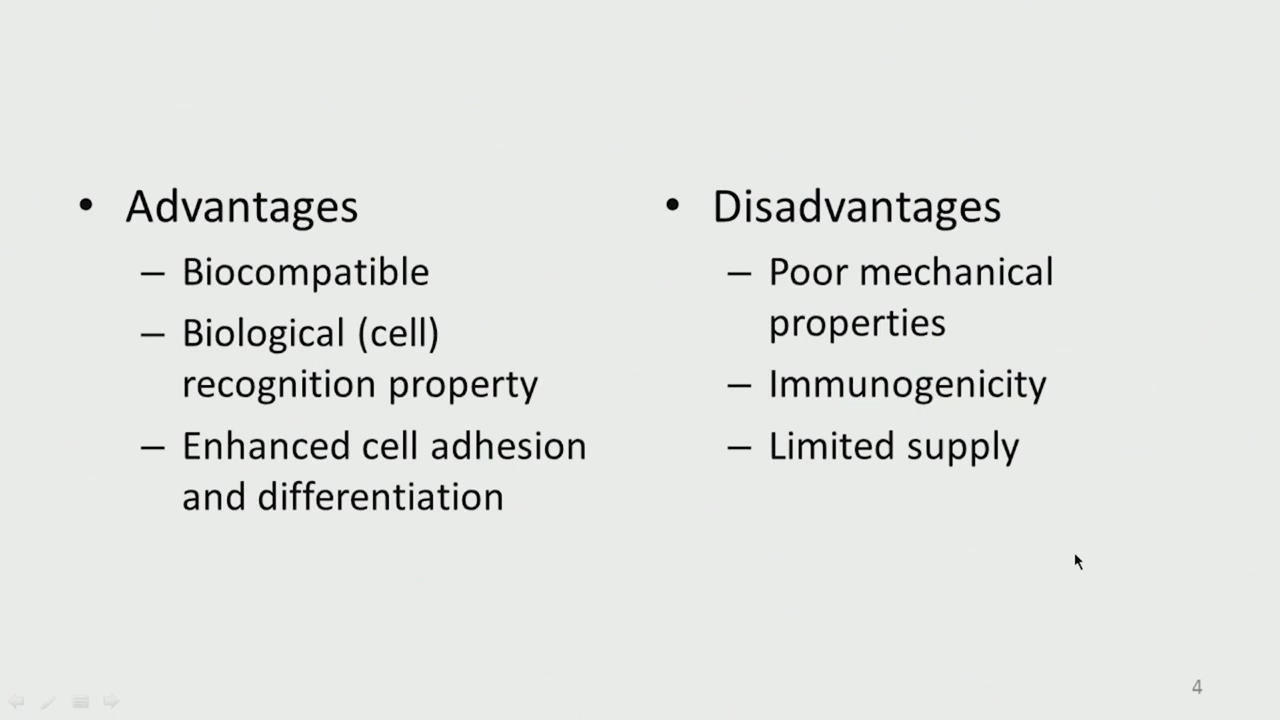 • Advantages
– Biocompatible
– Biological (cell)
recognition property
– Enhanced cell adhesion
and differentiation
• Disadvantages
– Poor mechanical
properties
– Immunogenicity
– Limited supply
4